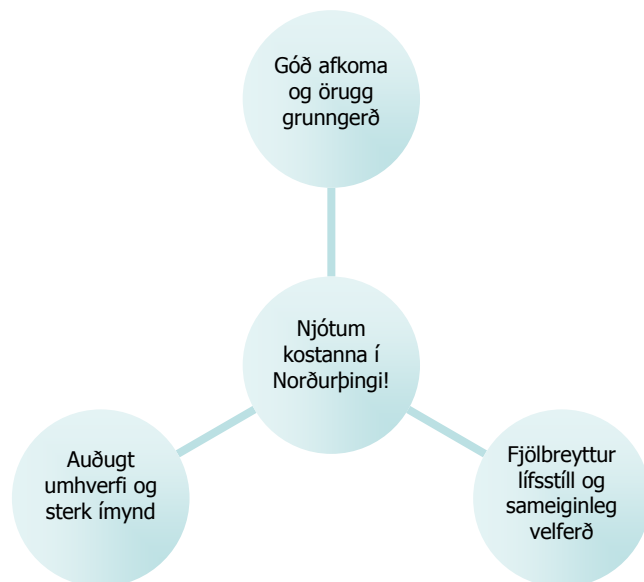 Góð afkoma
og örugg
grunngerð
Njótum
kostanna í
Norðurþingi!
Auðugt
umhverfi og
sterk ímynd
Fjölbreyttur
lífsstíll og
sameiginleg
velferð